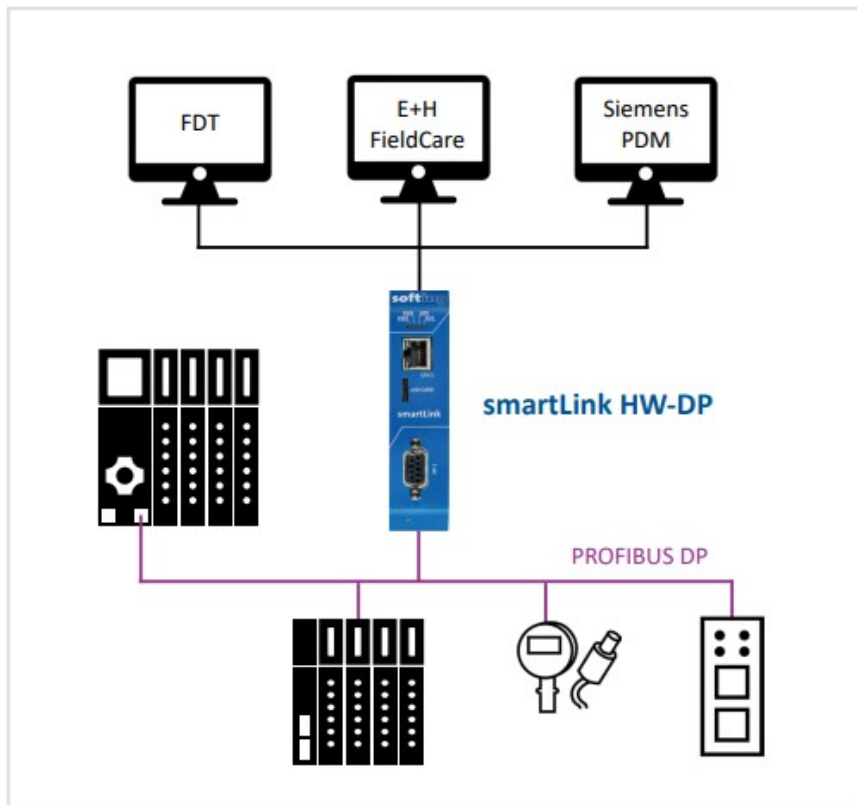 FDT
E+H
FieldCare
Siemens
PDM
softing
smartLink
smartLink HW-DP
PROFIBUS DP